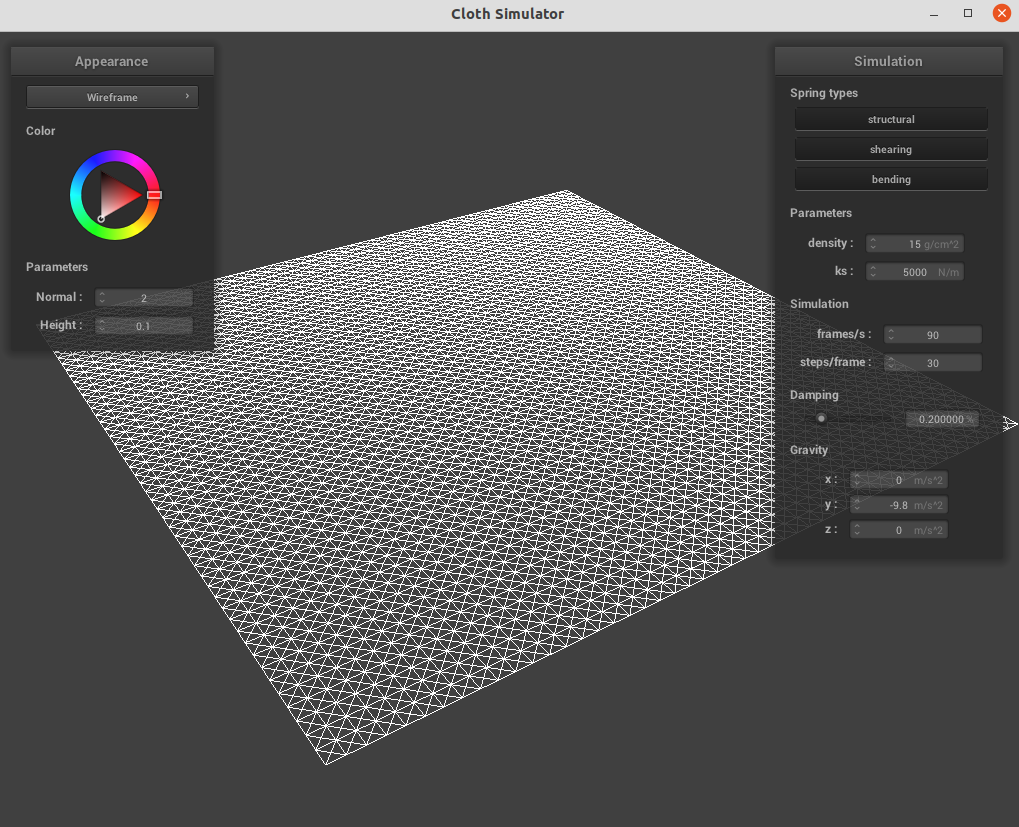 Cloth Simulator
Appearance
Wireframe
Color
Parameters
Normal : 2
Height : 0.1
Simulation
Spring types
structural
shearing
bending
Parameters
density : 15 g/cm^2
ks : 5000 N/m
Simulation
frames/s : 90
steps/frame : 30
Damping
0.200000 %
Gravity
x : 0 m/s^2
y : -9.8 m/s^2
z : 0 m/s^2